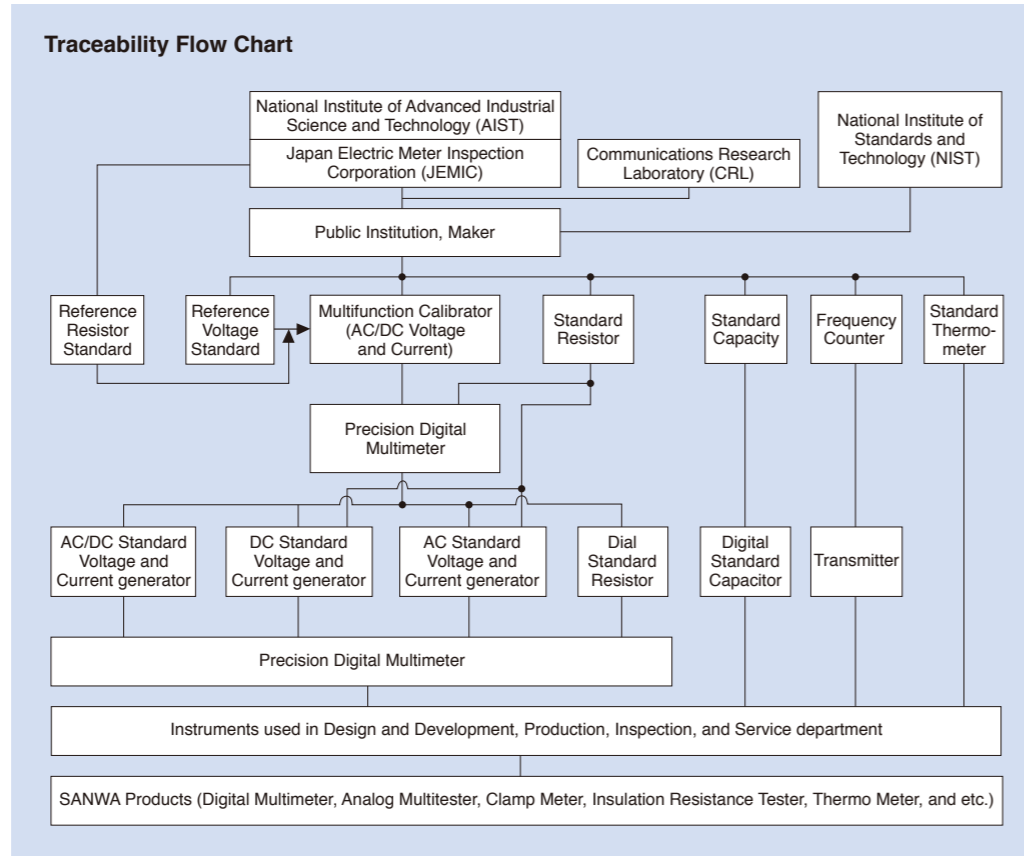 Traceability Flow Chart
National Institute of Advanced Industrial
Science and Technology (AIST)
Japan Electric Meter Inspection
Corporation (JEMIC)
Communications Research
Laboratory (CRL)
National Institute of
Standards and
Technology (NIST)
Public Institution, Maker
Reference
Resistor
Standard
Reference
Voltage
Standard
Multifunction Calibrator
(AC/DC Voltage
and Current)
Standard
Resistor
Standard
Capacity
Frequency
Counter
Standard
Thermo-
meter
Precision Digital
Multimeter
AC/DC Standard
Voltage and
Current generator
DC Standard
Voltage and
Current generator
AC Standard
Voltage and
Current generator
Dial
Standard
Resistor
Digital
Standard
Capacitor
Transmitter
Precision Digital Multimeter
Instruments used in Design and Development, Production, Inspection, and Service department
SANWA Products (Digital Multimeter, Analog Multitester, Clamp Meter, Insulation Resistance Tester, Thermo Meter, and etc.)